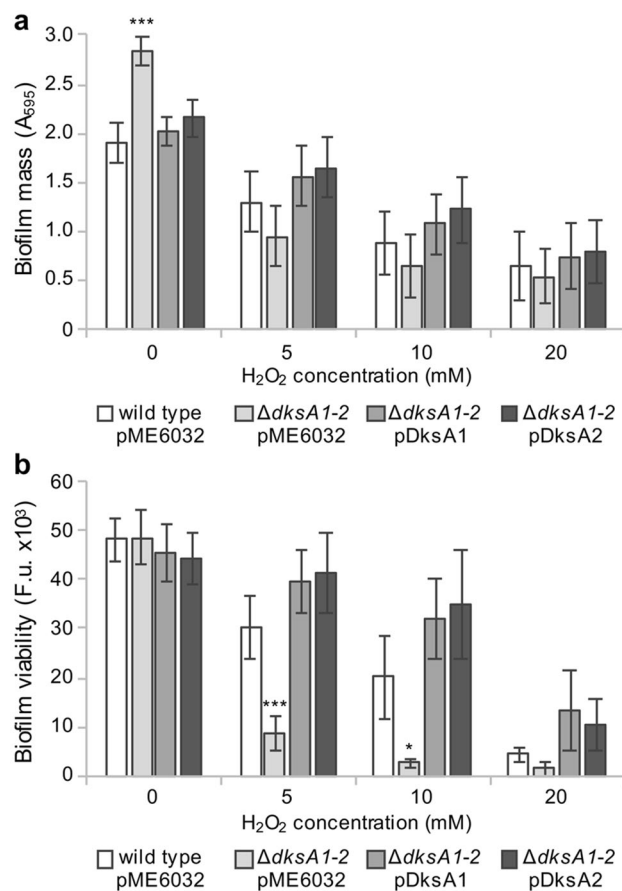 a
***
3.0
2.5
2.0
1.5
1.0
0.5
0
Biofilm mass (A595)
0 5 10 20
H2O2 concentration (mM)
wild type ΔdksA1-2 ΔdksA1-2 ΔdksA1-2
pME6032 pME6032 pDksA1 pDksA2
b
60
50
40
30
20
10
0
Biofilm viability (F.u. x10³)
***
*
0 5 10 20
H2O2 concentration (mM)
wild type ΔdksA1-2 ΔdksA1-2 ΔdksA1-2
pME6032 pME6032 pDksA1 pDksA2